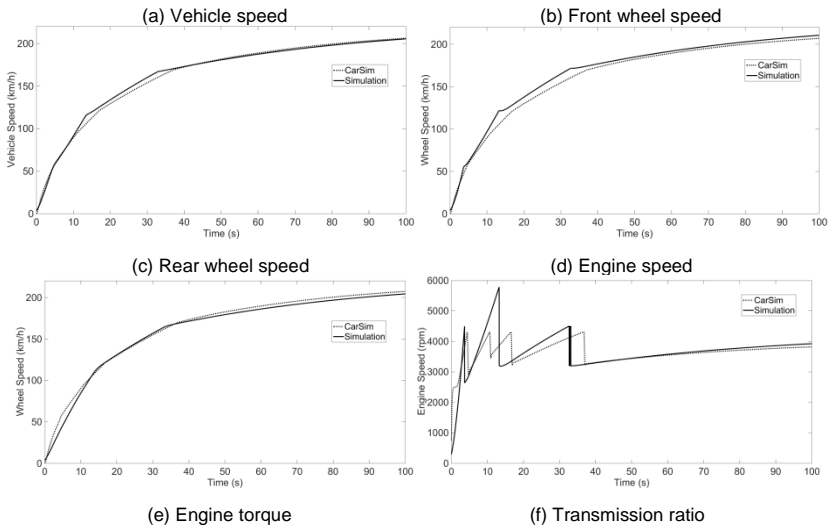 (a) Vehicle speed
(b) Front wheel speed
200
150
100
50
0
Vehicle Speed (km/h)
CarSim
Simulation
0 10 20 30 40 50 60 70 80 90 100
Time (s)
200
150
100
50
0
Wheel Speed (km/h)
CarSim
Simulation
0 10 20 30 40 50 60 70 80 90 100
Time (s)
(c) Rear wheel speed
(d) Engine speed
200
150
100
50
0
Wheel Speed (km/h)
CarSim
Simulation
0 10 20 30 40 50 60 70 80 90 100
Time (s)
6000
5000
4000
3000
2000
1000
0
Engine Speed (rpm)
CarSim
Simulation
0 10 20 30 40 50 60 70 80 90 100
Time (s)
(e) Engine torque
(f) Transmission ratio